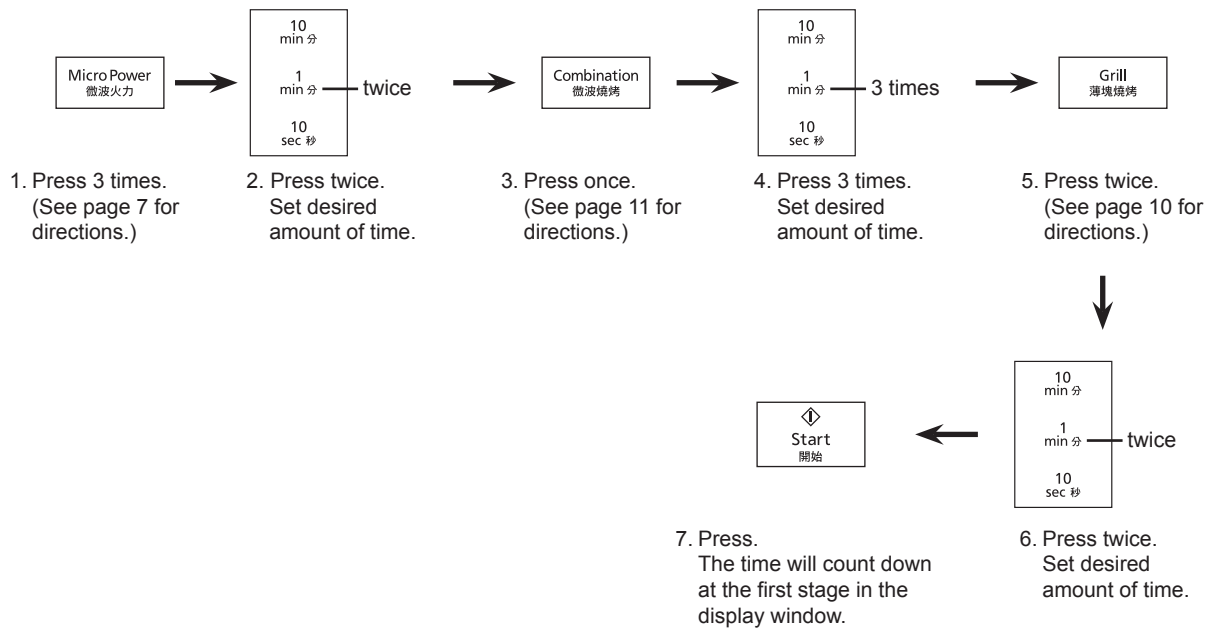 Micro Power
微波火力
10
min 分
1
min 分
twice
10
sec 秒
Combination
微波燒烤
10
min 分
1
min 分
3 times
10
sec 秒
Grill
薄塊燒烤
1. Press 3 times.
(See page 7 for
directions.)
2. Press twice.
Set desired
amount of time.
3. Press once.
(See page 11 for
directions.)
4. Press 3 times.
Set desired
amount of time.
5. Press twice.
(See page 10 for
directions.)
10
min 分
1
min 分
twice
10
sec 秒
Start
開始
6. Press twice.
Set desired
amount of time.
7. Press.
The time will count down
at the first stage in the
display window.